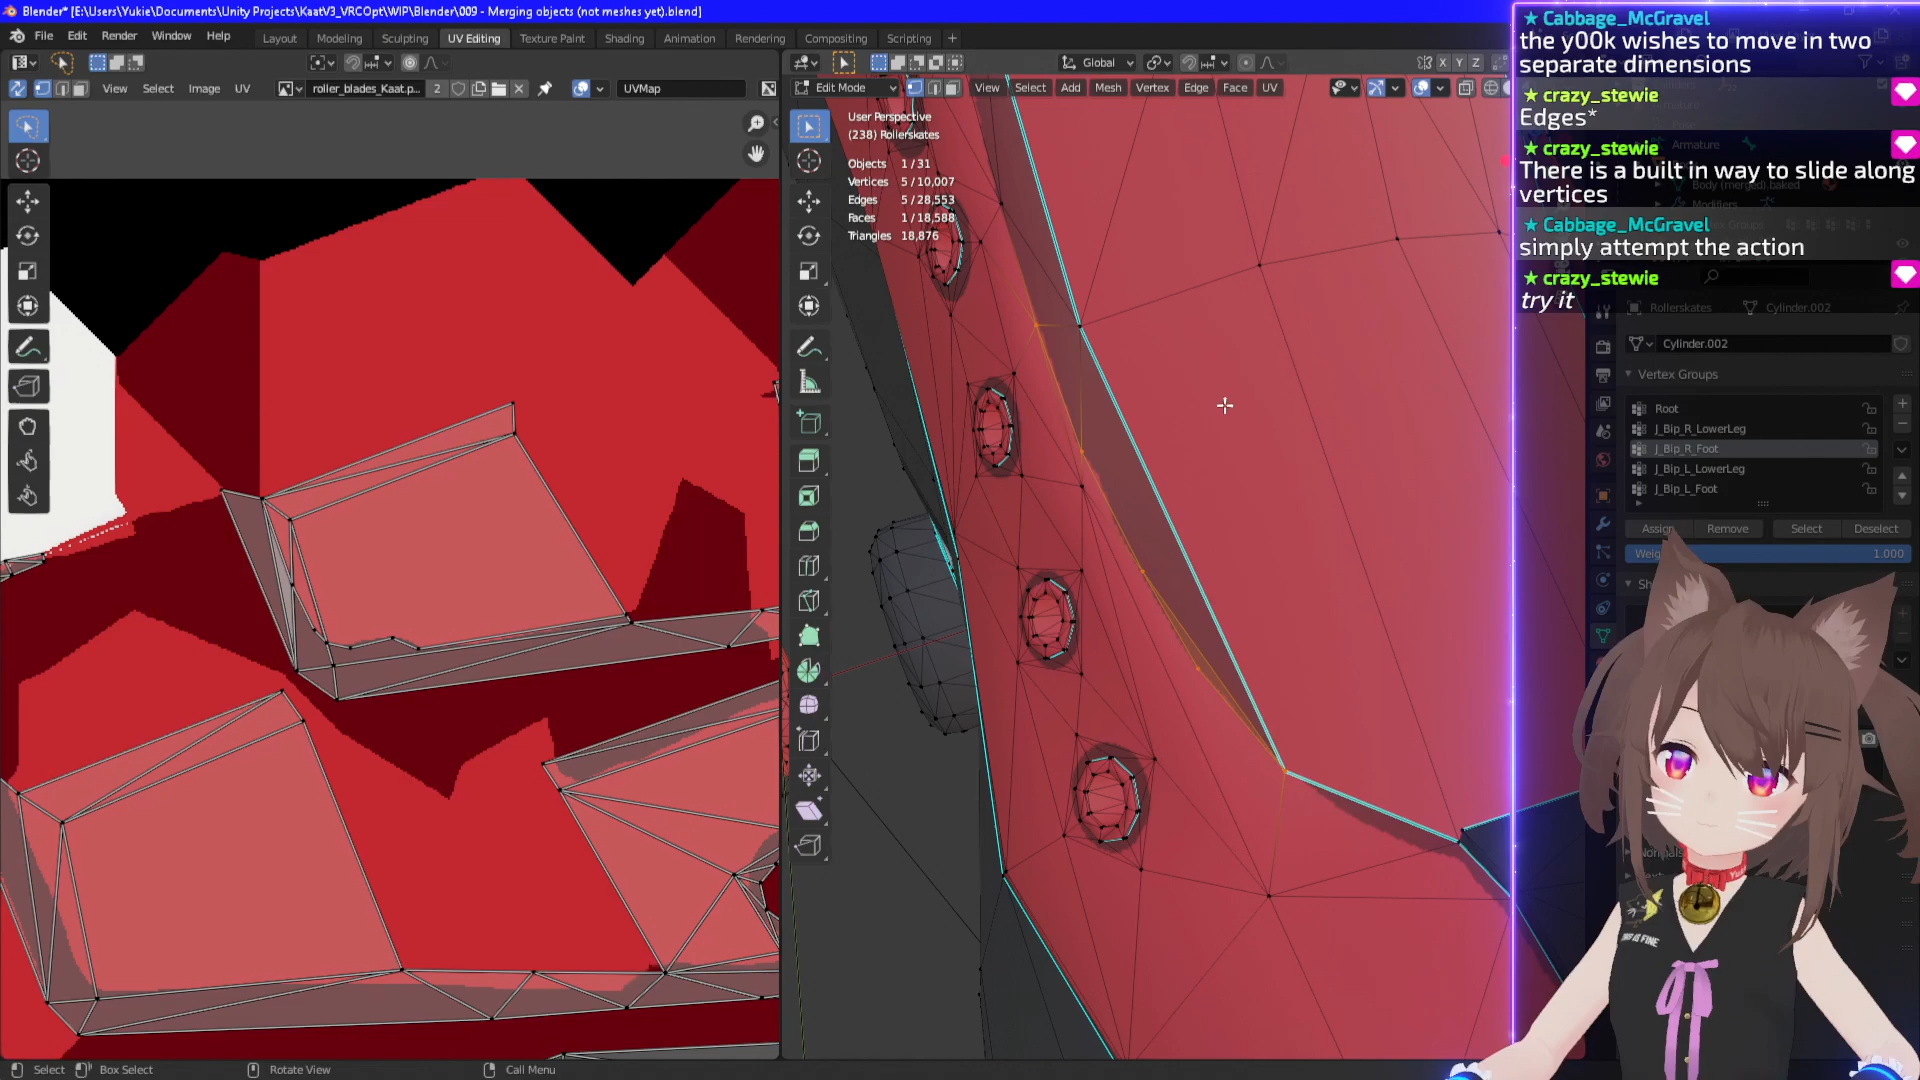 Blender* [E:\Users\Yukie\Documents\Unity Projects\KaatV3_VRCOpt\WIP\Blender\009 - Merging objects (not meshes yet).blend]
File Edit Render Window Help Layout Modeling Sculpting UV Editing Texture Paint Shading Animation Rendering Compositing Scripting +
Global X Y Z
View Select Image UV roller_blades_Kaat.p... 2 UVMap
Edit Mode View Select Add Mesh Vertex Edge Face UV
User Perspective
(238) Rollerskates
Objects 1 / 31
Vertices 5 / 10,007
Edges 5 / 28,553
Faces 1 / 18,588
Triangles 18,876
Cabbage_McGravel
the y00k wishes to move in two
separate dimensions
crazy_stewie
Edges*
crazy_stewie
There is a built in way to slide along
vertices
Cabbage_McGravel
simply attempt the action
crazy_stewie
try it
Armature
Body (merged).baked
Modifiers
Rollerskates Cylinder.002
Cylinder.002
Vertex Groups
Root
J_Bip_R_LowerLeg
J_Bip_R_Foot
J_Bip_L_LowerLeg
J_Bip_L_Foot
Assign Remove Select Deselect
1.000
Select Box Select Rotate View Call Menu